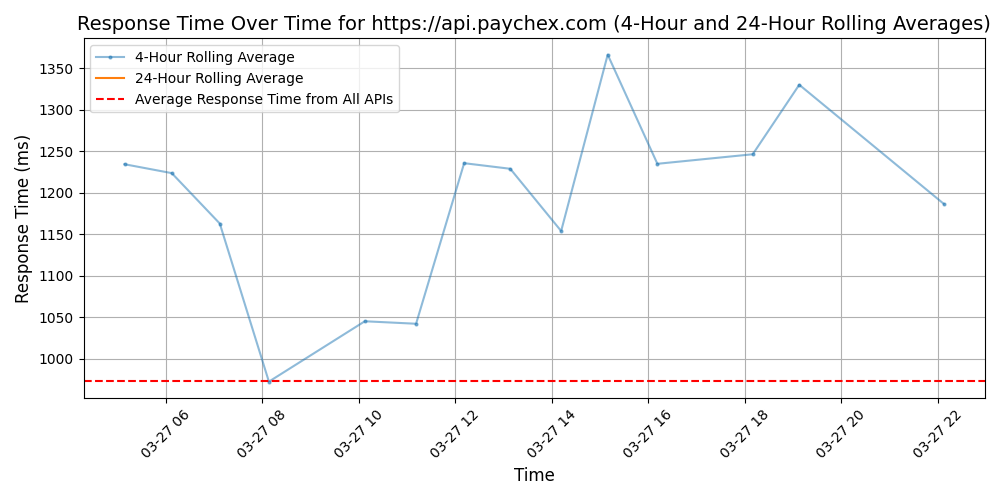 Response Time Over Time for https://api.paychex.com (4-Hour and 24-Hour Rolling Averages)
4-Hour Rolling Average
24-Hour Rolling Average
Average Response Time from All APIs
Response Time (ms)
1350
1300
1250
1200
1150
1100
1050
1000
03-27 06
03-27 08
03-27 10
03-27 12
03-27 14
03-27 16
03-27 18
03-27 20
03-27 22
Time